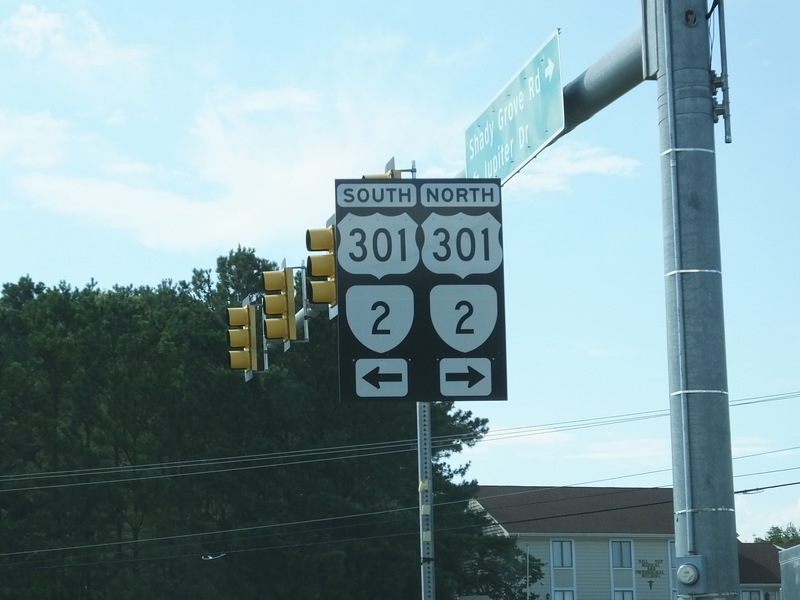 Shady Grove Rd →
Jupiter Dr
SOUTH NORTH
301 301
2 2
← →